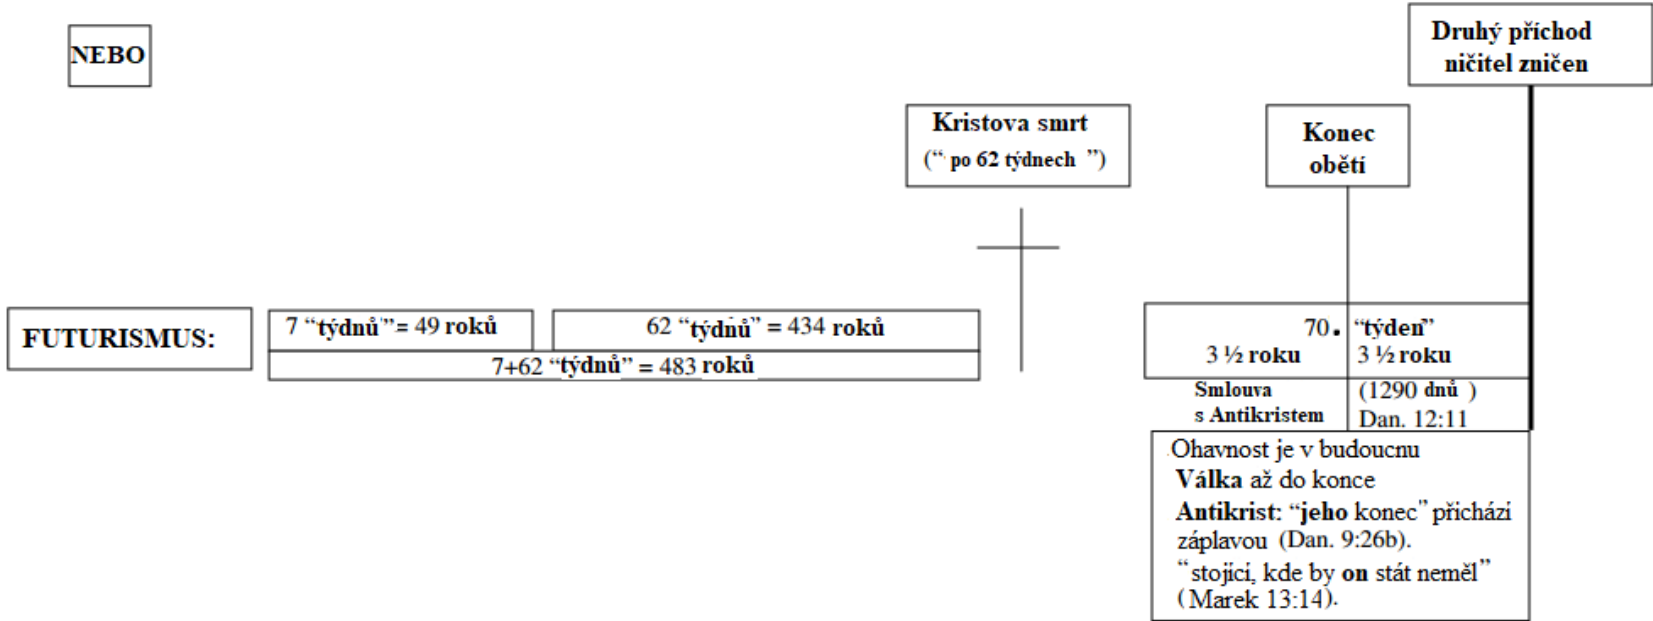 NEBO
Druhý příchod
ničitel zničen
Kristova smrt
(“ po 62 týdnech ”)
Konec
obětí
FUTURISMUS:
7 “týdnů”= 49 roků
62 “týdnů” = 434 roků
7+62 “týdnů” = 483 roků
70. “týden”
3 ½ roku 3 ½ roku
Smlouva
s Antikristem
(1290 dnů )
Dan. 12:11
Ohavnost je v budoucnu
Válka až do konce
Antikrist: “jeho konec” přichází
záplavou (Dan. 9:26b).
“stojící, kde by on stát neměl”
(Marek 13:14).